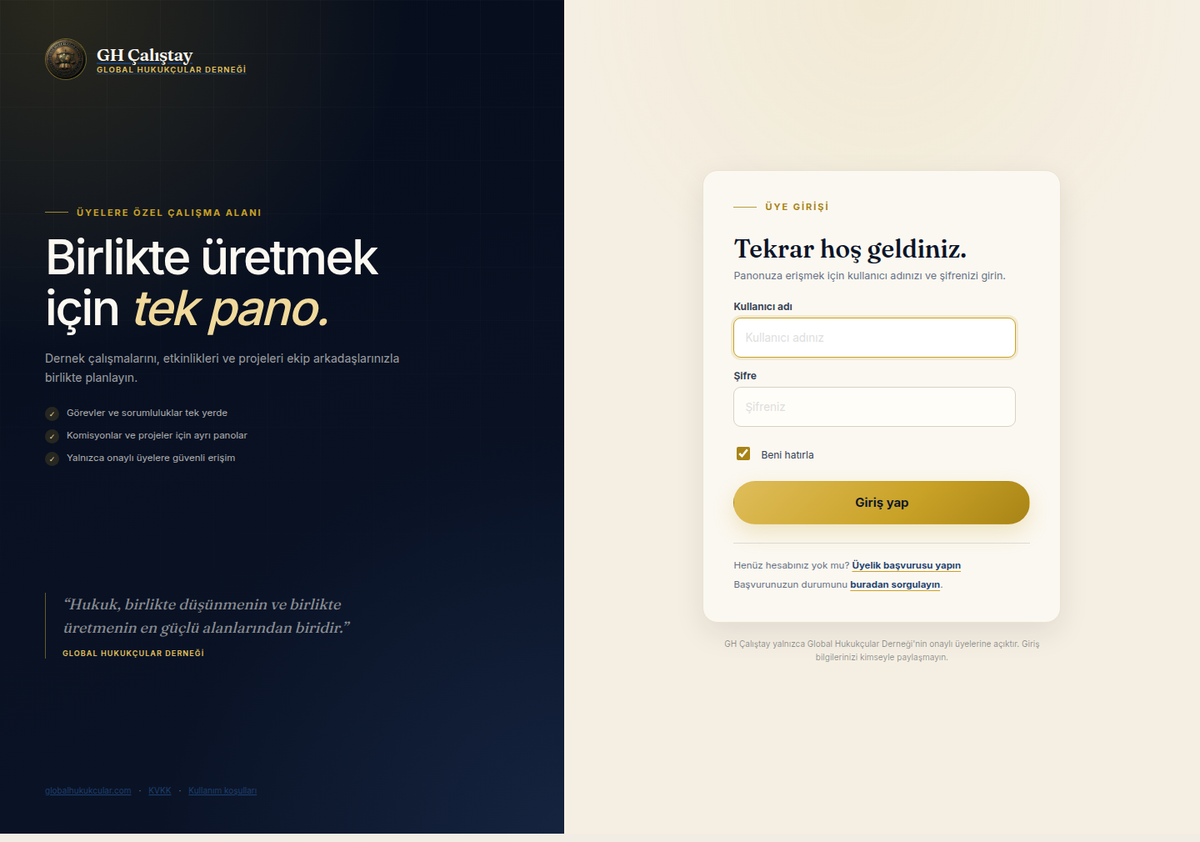 GH Çalıştay
GLOBAL HUKUKÇULAR DERNEĞİ
ÜYELERE ÖZEL ÇALIŞMA ALANI
Birlikte üretmek
için tek pano.
Dernek çalışmalarını, etkinlikleri ve projeleri ekip arkadaşlarınızla
birlikte planlayın.
✓ Görevler ve sorumluluklar tek yerde
✓ Komisyonlar ve projeler için ayrı panolar
✓ Yalnızca onaylı üyelere güvenli erişim
“Hukuk, birlikte düşünmenin ve birlikte
üretmenin en güçlü alanlarından biridir.”
GLOBAL HUKUKÇULAR DERNEĞİ
globalhukukcular.com • KVKK • Kullanım koşulları
ÜYE GİRİŞİ
Tekrar hoş geldiniz.
Panonuza erişmek için kullanıcı adınızı ve şifrenizi girin.
Kullanıcı adı
Kullanıcı adınız
Şifre
Şifreniz
Beni hatırla
Giriş yap
Henüz hesabınız yok mu? Üyelik başvurusu yapın
Başvurunuzun durumunu buradan sorgulayın.
GH Çalıştay yalnızca Global Hukukçular Derneği'nin onaylı üyelerine açıktır. Giriş
bilgilerinizi kimseyle paylaşmayın.